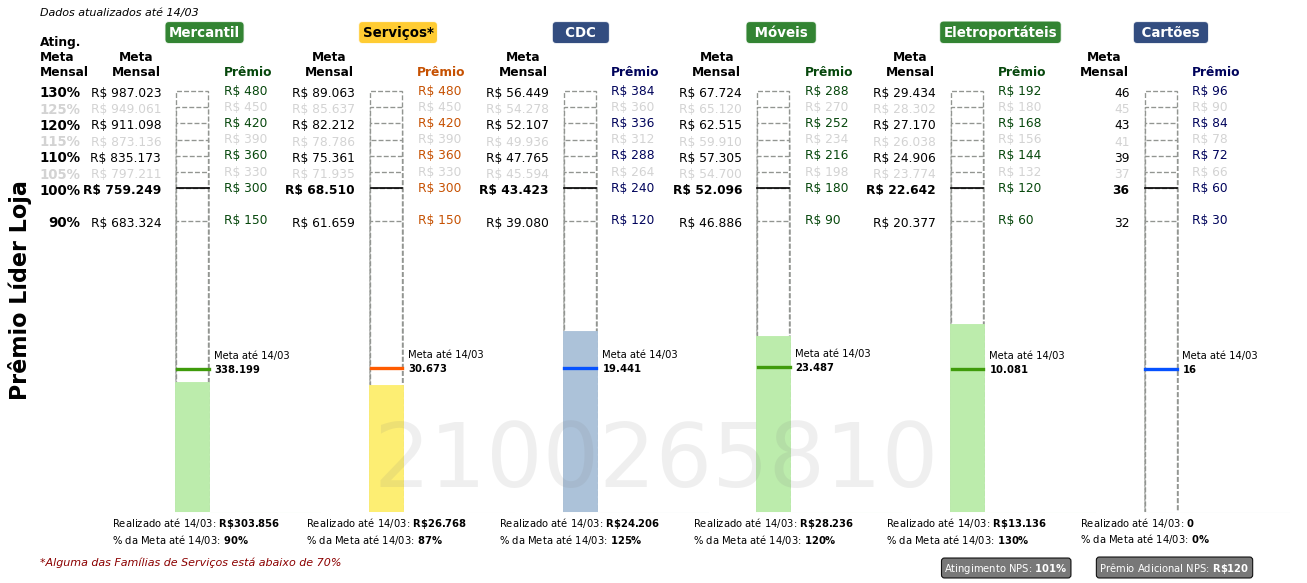 Dados atualizados até 14/03
Mercantil Serviços* CDC Móveis Eletroportáteis Cartões
Ating. Meta Mensal
Meta Mensal Prêmio Meta Mensal Prêmio Meta Mensal Prêmio Meta Mensal Prêmio Meta Mensal Prêmio Meta Mensal Prêmio
130% R$ 987.023 R$ 480 R$ 89.063 R$ 480 R$ 56.449 R$ 384 R$ 67.724 R$ 288 R$ 29.434 R$ 192 46 R$ 96
125% R$ 949.061 R$ 450 R$ 85.637 R$ 450 R$ 54.278 R$ 360 R$ 65.120 R$ 270 R$ 28.302 R$ 180 45 R$ 90
120% R$ 911.098 R$ 420 R$ 82.212 R$ 420 R$ 52.107 R$ 336 R$ 62.515 R$ 252 R$ 27.170 R$ 168 43 R$ 84
115% R$ 873.136 R$ 390 R$ 78.786 R$ 390 R$ 49.936 R$ 312 R$ 59.910 R$ 234 R$ 26.038 R$ 156 41 R$ 78
110% R$ 835.173 R$ 360 R$ 75.361 R$ 360 R$ 47.765 R$ 288 R$ 57.305 R$ 216 R$ 24.906 R$ 144 39 R$ 72
105% R$ 797.211 R$ 330 R$ 71.935 R$ 330 R$ 45.594 R$ 264 R$ 54.700 R$ 198 R$ 23.774 R$ 132 37 R$ 66
100% R$ 759.249 R$ 300 R$ 68.510 R$ 300 R$ 43.423 R$ 240 R$ 52.096 R$ 180 R$ 22.642 R$ 120 36 R$ 60
90% R$ 683.324 R$ 150 R$ 61.659 R$ 150 R$ 39.080 R$ 120 R$ 46.886 R$ 90 R$ 20.377 R$ 60 32 R$ 30
Prêmio Líder Loja
Meta até 14/03 Meta até 14/03 Meta até 14/03 Meta até 14/03 Meta até 14/03 Meta até 14/03
338.199 30.673 19.441 23.487 10.081 16
2100265810
Realizado até 14/03: R$303.856 Realizado até 14/03: R$26.768 Realizado até 14/03: R$24.206 Realizado até 14/03: R$28.236 Realizado até 14/03: R$13.136 Realizado até 14/03: 0
% da Meta até 14/03: 90% % da Meta até 14/03: 87% % da Meta até 14/03: 125% % da Meta até 14/03: 120% % da Meta até 14/03: 130% % da Meta até 14/03: 0%
*Alguma das Famílias de Serviços está abaixo de 70%
Atingimento NPS: 101% Prêmio Adicional NPS: R$120